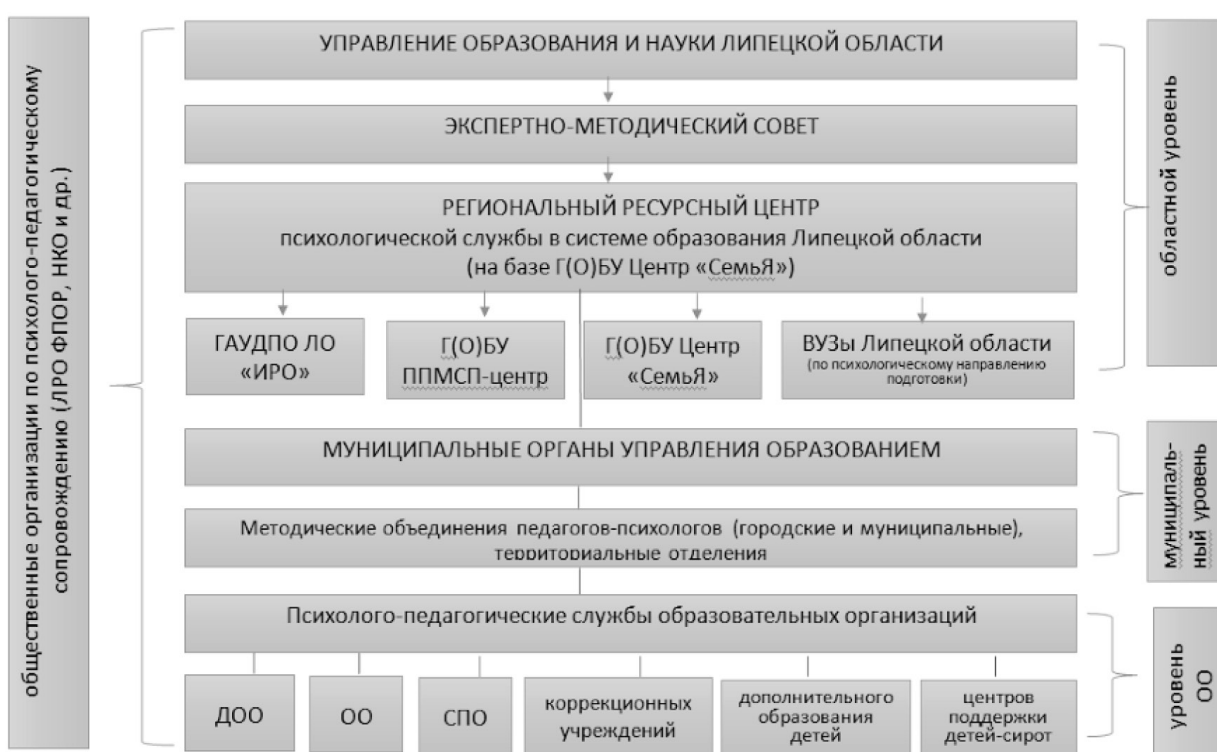 общественные организации по психолого-педагогическому
сопровождению (ЛРО ФПОР, НКО и др.)
УПРАВЛЕНИЕ ОБРАЗОВАНИЯ И НАУКИ ЛИПЕЦКОЙ ОБЛАСТИ
ЭКСПЕРТНО-МЕТОДИЧЕСКИЙ СОВЕТ
РЕГИОНАЛЬНЫЙ РЕСУРСНЫЙ ЦЕНТР
психологической службы в системе образования Липецкой области
(на базе Г(О)БУ Центр «СемьЯ»)
ГАУДПО ЛО
«ИРО»
Г(О)БУ
ППМСП-центр
Г(О)БУ Центр
«СемьЯ»
ВУЗы Липецкой области
(по психологическому направлению
подготовки)
областной уровень
МУНИЦИПАЛЬНЫЕ ОРГАНЫ УПРАВЛЕНИЯ ОБРАЗОВАНИЕМ
Методические объединения педагогов-психологов (городские и муниципальные),
территориальные отделения
муниципаль-
ный уровень
Психолого-педагогические службы образовательных организаций
ДОО
ОО
СПО
коррекционных
учреждений
дополнительного
образования
детей
центров
поддержки
детей-сирот
уровень
ОО